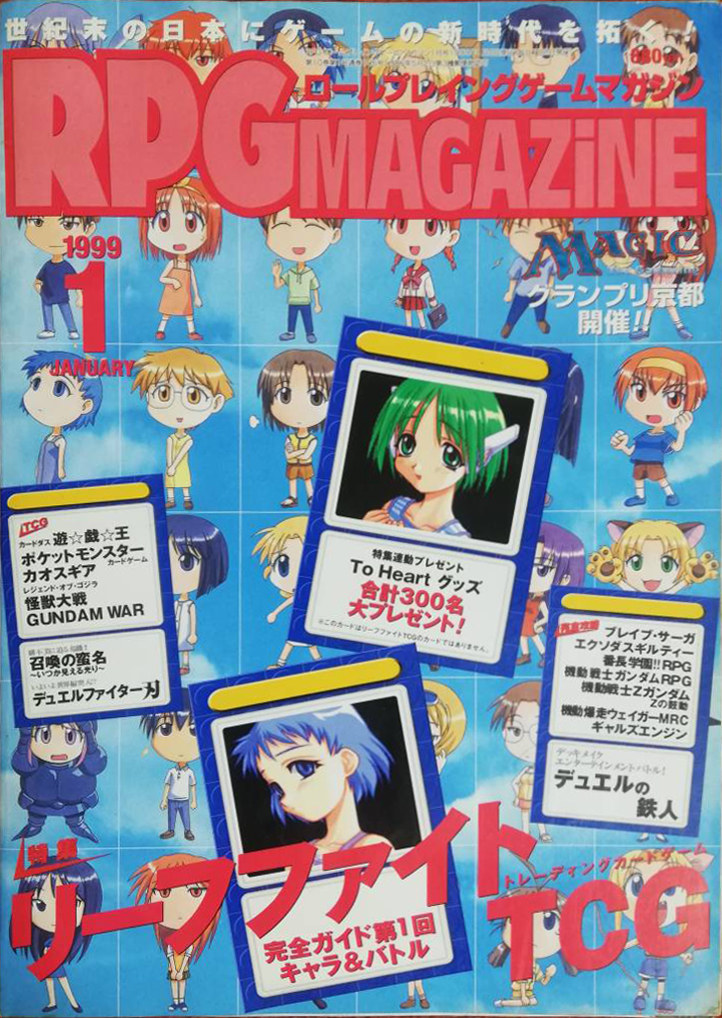 世紀末の日本にゲームの新時代を拓く!
ロールプレイングゲームマガジン
RPG MAGAZiNE
1999
1
JANUARY
MAGIC
グランプリ京都
開催!!
特集連動プレゼント
To Heart グッズ
合計300名
大プレゼント!
※このカードはリーフファイトTCGのカードではありません。
TCG
カードダス 遊☆戯☆王
ポケットモンスター
カードゲーム
カオスギア
レジェンド・オブ・ゴジラ
怪獣大戦
GUNDAM WAR
召喚の蛮名
~いつか見える光り~
デュエルファイター刃
ブレイブ・サーガ
エクソダスギルティー
番長学園!!RPG
機動戦士ガンダムRPG
機動戦士Zガンダム
Zの鼓動
機動爆走ウェイガーMRC
ギャルズエンジン
デッキメイク
エンターテインメントバトル!
デュエルの
鉄人
特集
リーフファイト
トレーディングカードゲーム
TCG
完全ガイド第1回
キャラ&バトル